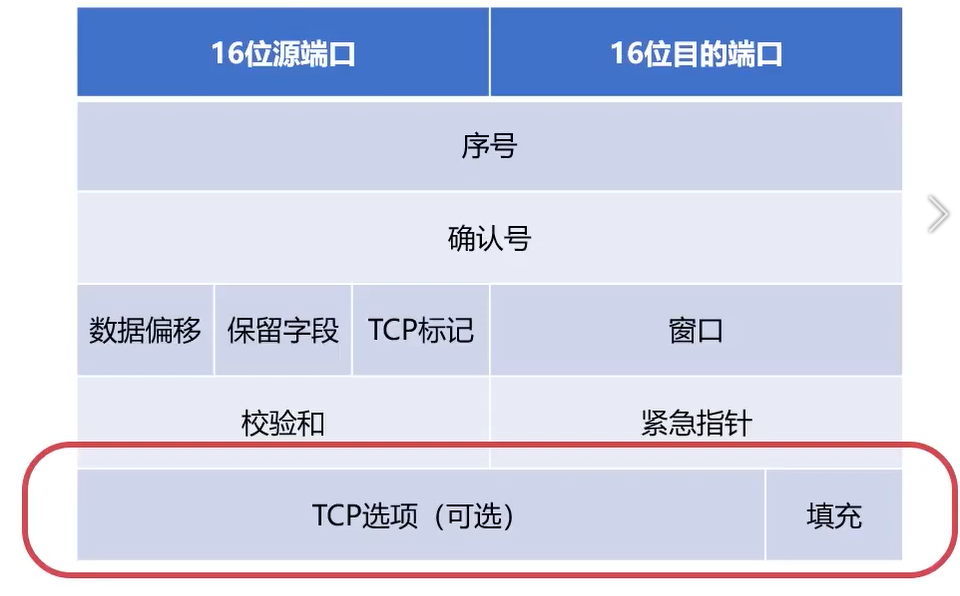 16位源端口
16位目的端口
序号
确认号
数据偏移
保留字段
TCP标记
窗口
校验和
紧急指针
TCP选项（可选）
填充